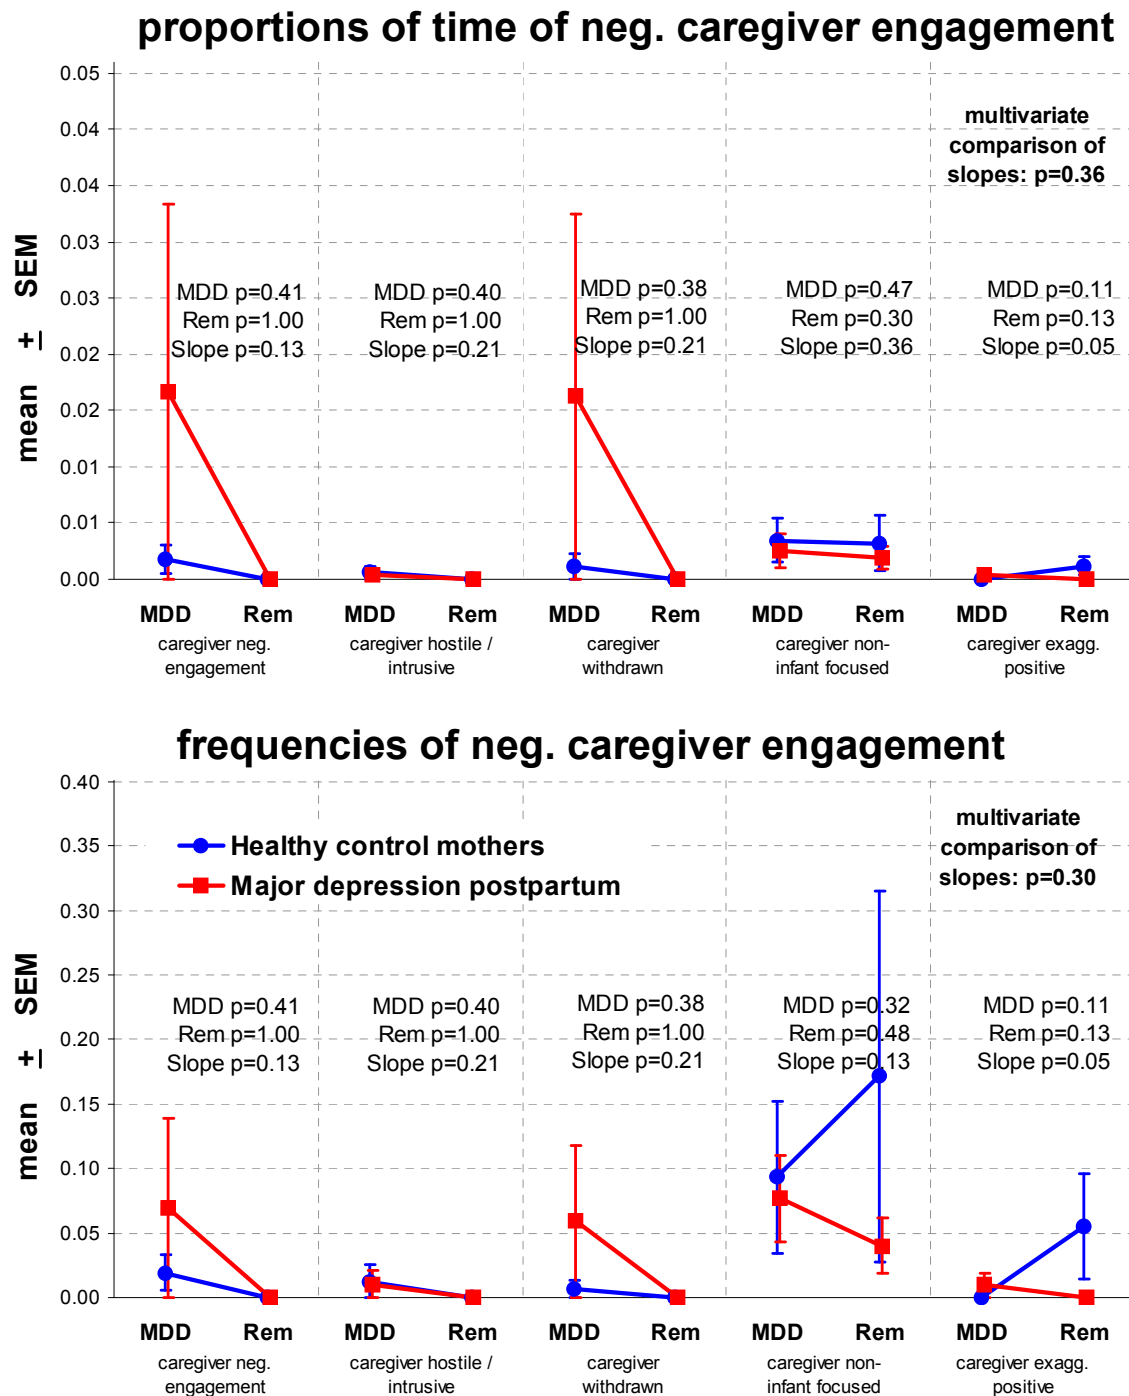 proportions of time of neg. caregiver engagement
0.05
0.04
0.04
0.03
0.03
0.02
0.02
0.01
0.01
0.00
mean ± SEM
multivariate
comparison of
slopes: p=0.36
MDD p=0.41
Rem p=1.00
Slope p=0.13
MDD p=0.40
Rem p=1.00
Slope p=0.21
MDD p=0.38
Rem p=1.00
Slope p=0.21
MDD p=0.47
Rem p=0.30
Slope p=0.36
MDD p=0.11
Rem p=0.13
Slope p=0.05
MDD Rem MDD Rem MDD Rem MDD Rem MDD Rem
caregiver neg.
engagement
caregiver hostile /
intrusive
caregiver
withdrawn
caregiver non-
infant focused
caregiver exagg.
positive
frequencies of neg. caregiver engagement
0.40
0.35
0.30
0.25
0.20
0.15
0.10
0.05
0.00
mean ± SEM
Healthy control mothers
Major depression postpartum
multivariate
comparison of
slopes: p=0.30
MDD p=0.41
Rem p=1.00
Slope p=0.13
MDD p=0.40
Rem p=1.00
Slope p=0.21
MDD p=0.38
Rem p=1.00
Slope p=0.21
MDD p=0.32
Rem p=0.48
Slope p=0.13
MDD p=0.11
Rem p=0.13
Slope p=0.05
MDD Rem MDD Rem MDD Rem MDD Rem MDD Rem
caregiver neg.
engagement
caregiver hostile /
intrusive
caregiver
withdrawn
caregiver non-
infant focused
caregiver exagg.
positive